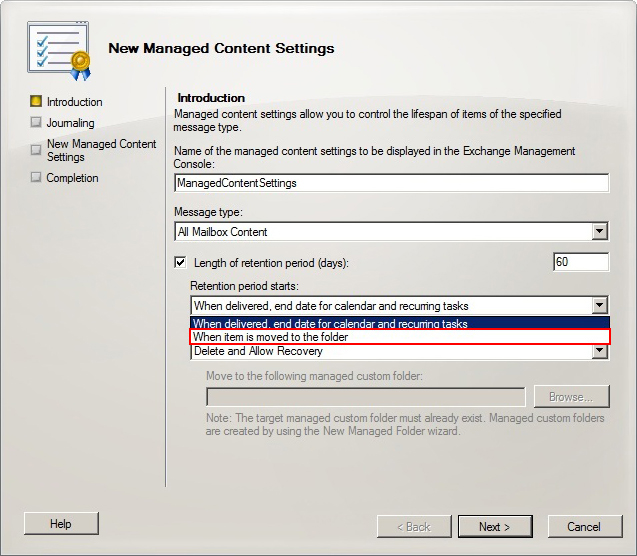 New Managed Content Settings
Introduction
Journaling
New Managed Content
Settings
Completion
Introduction
Managed content settings allow you to control the lifespan of items of the specified
message type.
Name of the managed content settings to be displayed in the Exchange Management
Console:
ManagedContentSettings
Message type:
All Mailbox Content
Length of retention period (days):
60
Retention period starts:
When delivered, end date for calendar and recurring tasks
When delivered, end date for calendar and recurring tasks
When item is moved to the folder
Delete and Allow Recovery
Move to the following managed custom folder:
Browse...
Note: The target managed custom folder must already exist. Managed custom folders
are created by using the New Managed Folder wizard.
Help
< Back
Next >
Cancel